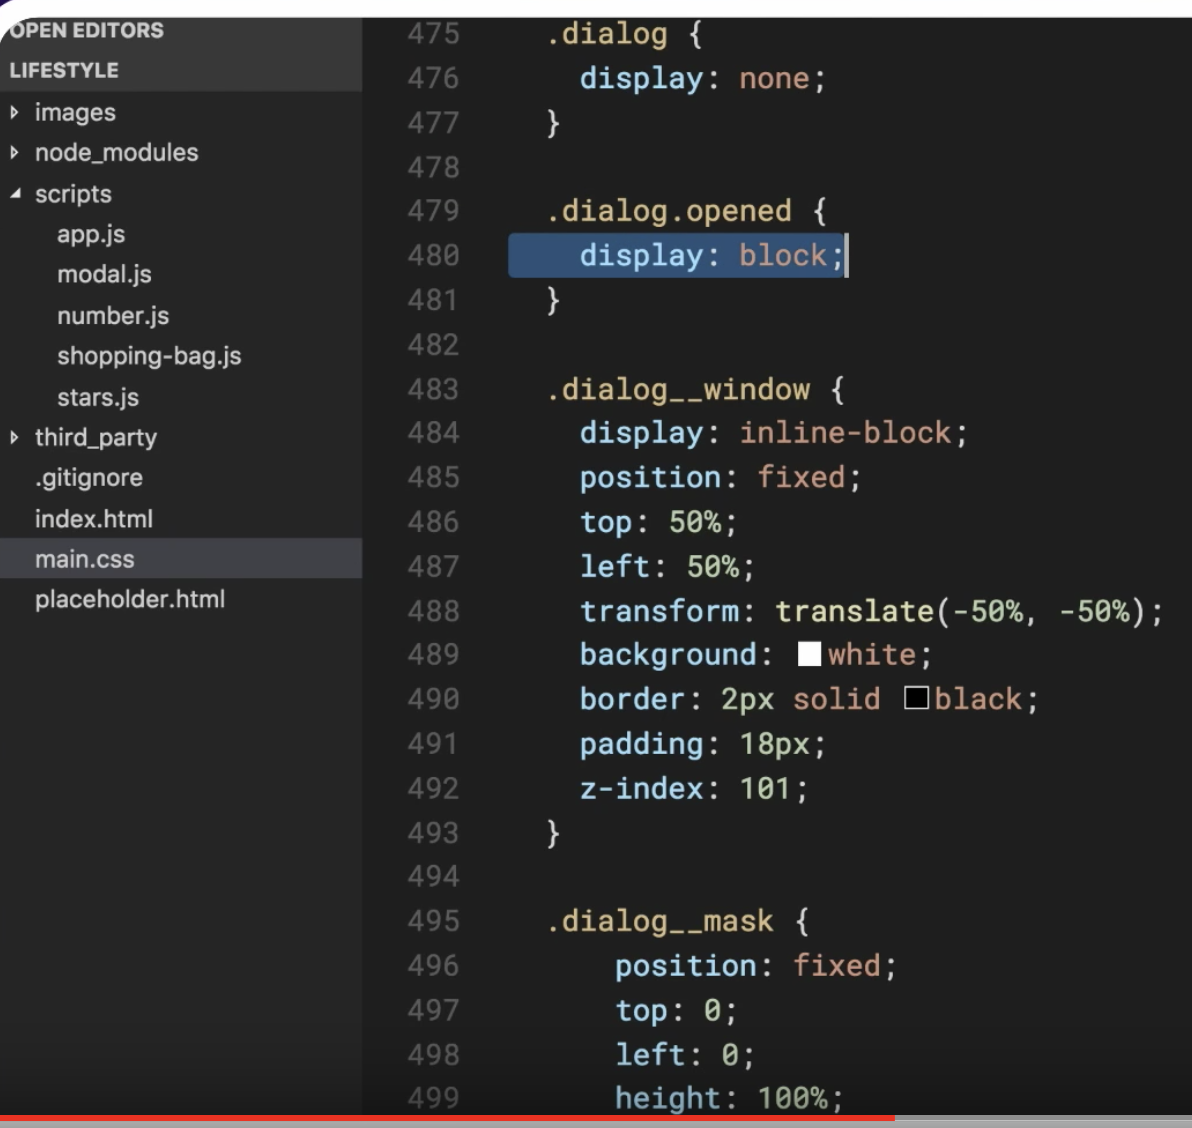 OPEN EDITORS
LIFESTYLE
images
node_modules
scripts
app.js
modal.js
number.js
shopping-bag.js
stars.js
third_party
.gitignore
index.html
main.css
placeholder.html
475 .dialog {
476 display: none;
477 }
478
479 .dialog.opened {
480 display: block;
481 }
482
483 .dialog__window {
484 display: inline-block;
485 position: fixed;
486 top: 50%;
487 left: 50%;
488 transform: translate(-50%, -50%);
489 background: white;
490 border: 2px solid black;
491 padding: 18px;
492 z-index: 101;
493 }
494
495 .dialog__mask {
496 position: fixed;
497 top: 0;
498 left: 0;
499 height: 100%;